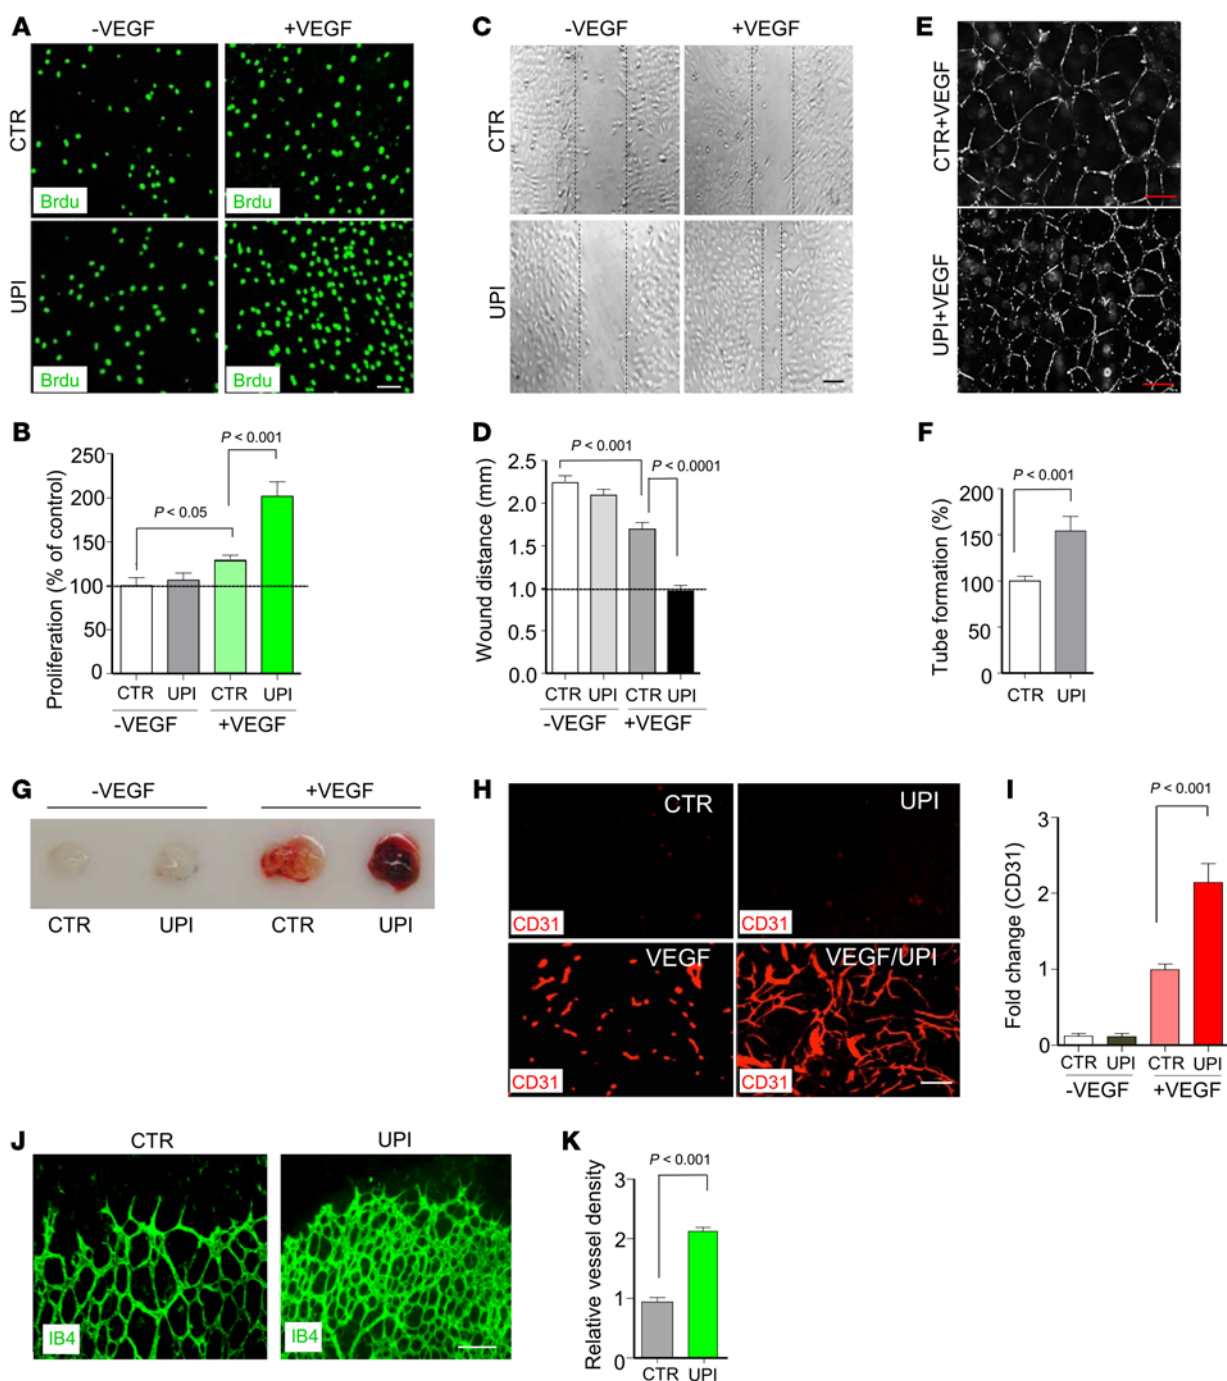 A
-VEGF
+VEGF
CTR
Brdu
Brdu
UPI
Brdu
Brdu
B
Proliferation (% of control)
250
200
150
100
50
0
P < 0.001
P < 0.05
CTR
UPI
CTR
UPI
-VEGF
+VEGF
C
-VEGF
+VEGF
CTR
UPI
D
Wound distance (mm)
2.5
2.0
1.5
1.0
0.5
0.0
P < 0.001
P < 0.0001
CTR
UPI
CTR
UPI
-VEGF
+VEGF
E
CTR+VEGF
UPI+VEGF
F
Tube formation (%)
200
150
100
50
0
P < 0.001
CTR
UPI
G
-VEGF
+VEGF
CTR
UPI
CTR
UPI
H
CTR
CD31
UPI
CD31
VEGF
CD31
VEGF/UPI
CD31
I
Fold change (CD31)
3
2
1
0
P < 0.001
CTR
UPI
CTR
UPI
-VEGF
+VEGF
J
CTR
UPI
IB4
IB4
K
Relative vessel density
3
2
1
0
P < 0.001
CTR
UPI